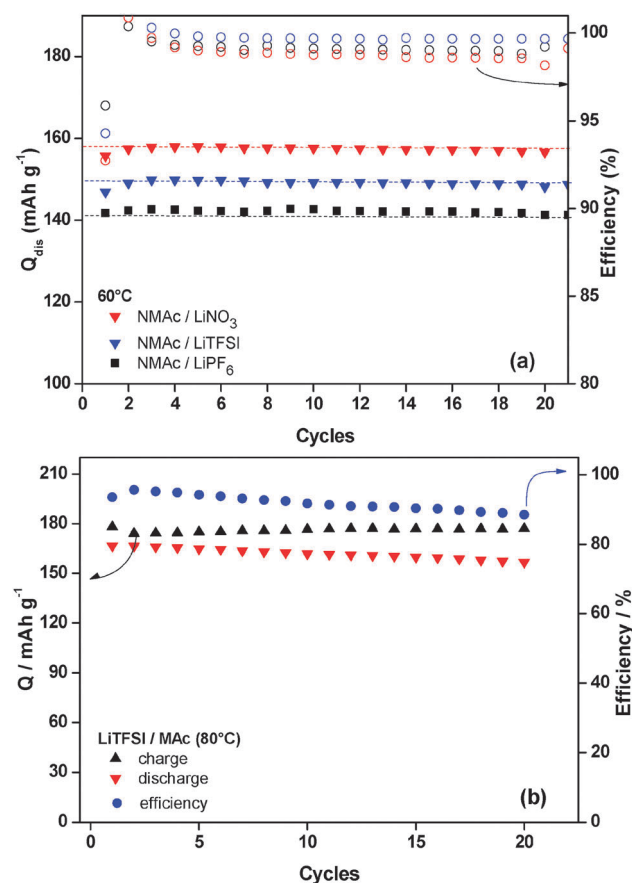 190
180
160
140
120
100
Q_dis (mAh g⁻¹)
100
95
90
85
80
Efficiency (%)
60°C
NMAc / LiNO₃
NMAc / LiTFSI
NMAc / LiPF₆
(a)
0 2 4 6 8 10 12 14 16 18 20
Cycles
210
180
150
120
90
60
30
0
Q / mAh g⁻¹
100
80
60
40
20
0
Efficiency / %
LiTFSI / MAc (80°C)
charge
discharge
efficiency
(b)
0 5 10 15 20
Cycles